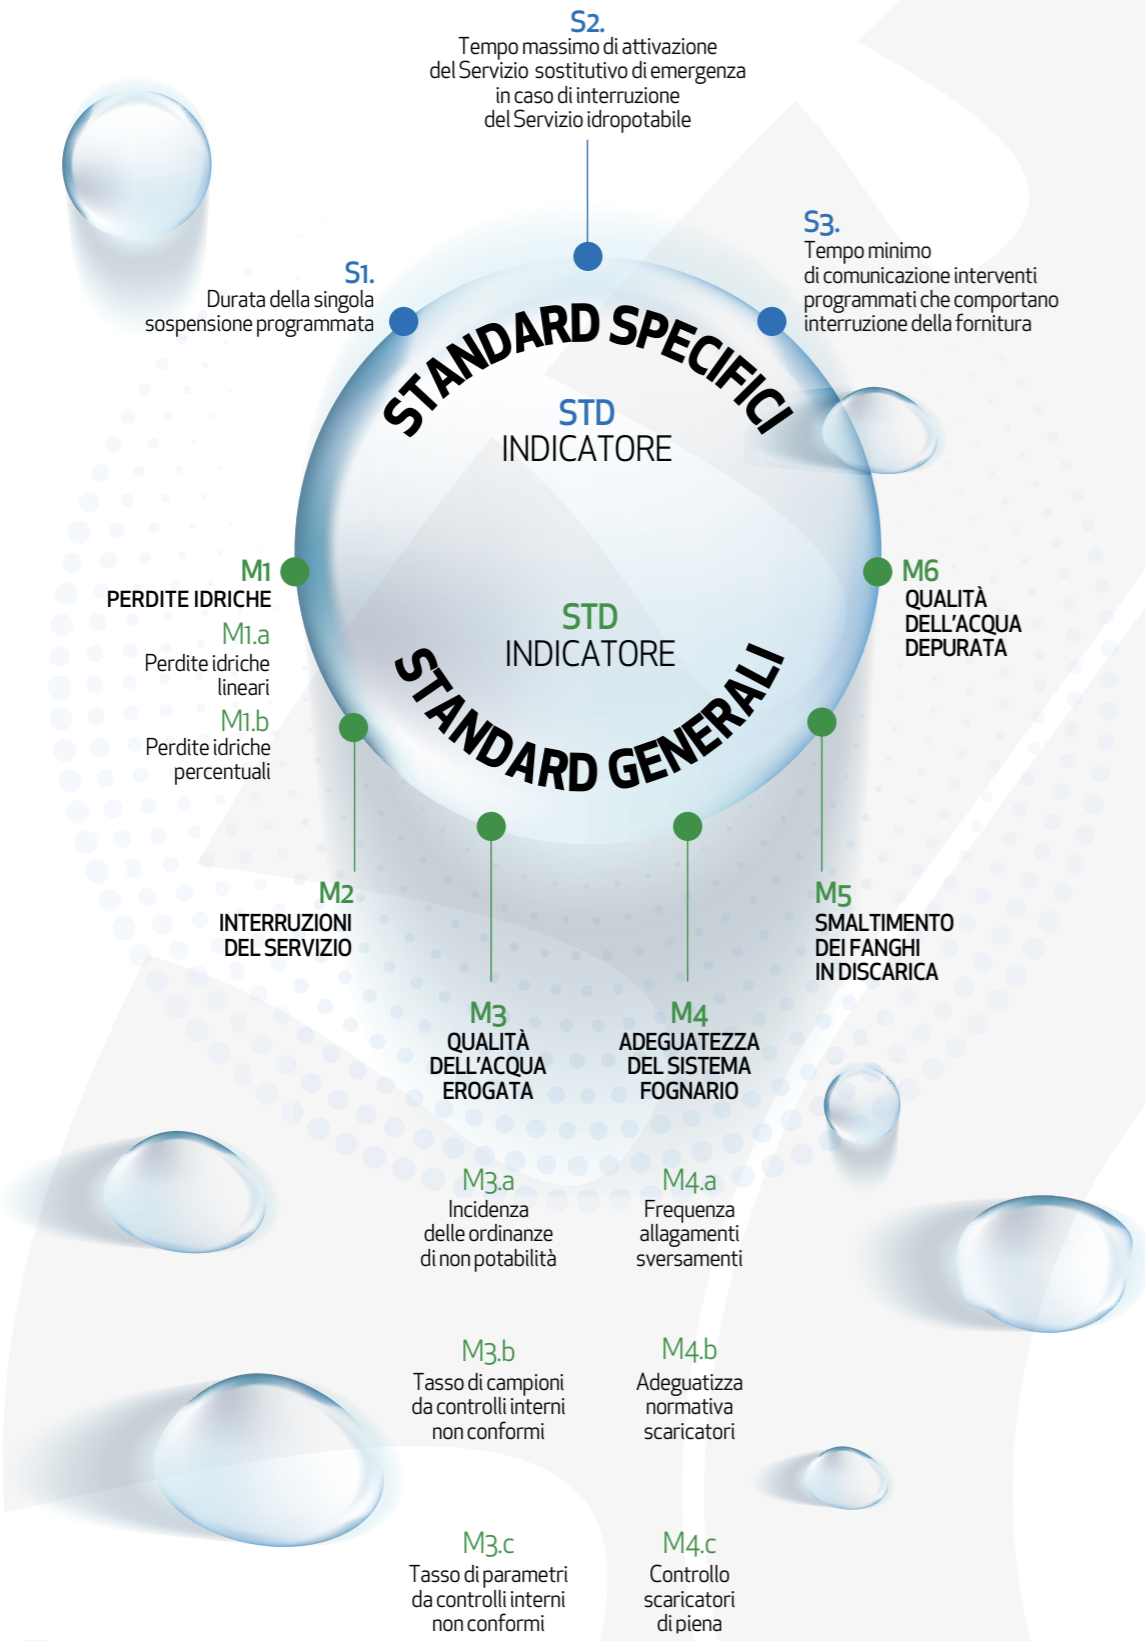 S2.
Tempo massimo di attivazione
del Servizio sostitutivo di emergenza
in caso di interruzione
del Servizio idropotabile
S1.
Durata della singola
sospensione programmata
S3.
Tempo minimo
di comunicazione interventi
programmati che comportano
interruzione della fornitura
STANDARD SPECIFICI
STD
INDICATORE
STD
INDICATORE
STANDARD GENERALI
M1
PERDITE IDRICHE
M1.a
Perdite idriche
lineari
M1.b
Perdite idriche
percentuali
M2
INTERRUZIONI
DEL SERVIZIO
M3
QUALITÀ
DELL'ACQUA
EROGATA
M3.a
Incidenza
delle ordinanze
di non potabilità
M3.b
Tasso di campioni
da controlli interni
non conformi
M3.c
Tasso di parametri
da controlli interni
non conformi
M4
ADEGUATEZZA
DEL SISTEMA
FOGNARIO
M4.a
Frequenza
allagamenti
sversamenti
M4.b
Adeguatizza
normativa
scaricatori
M4.c
Controllo
scaricatori
di piena
M5
SMALTIMENTO
DEI FANGHI
IN DISCARICA
M6
QUALITÀ
DELL'ACQUA
DEPURATA